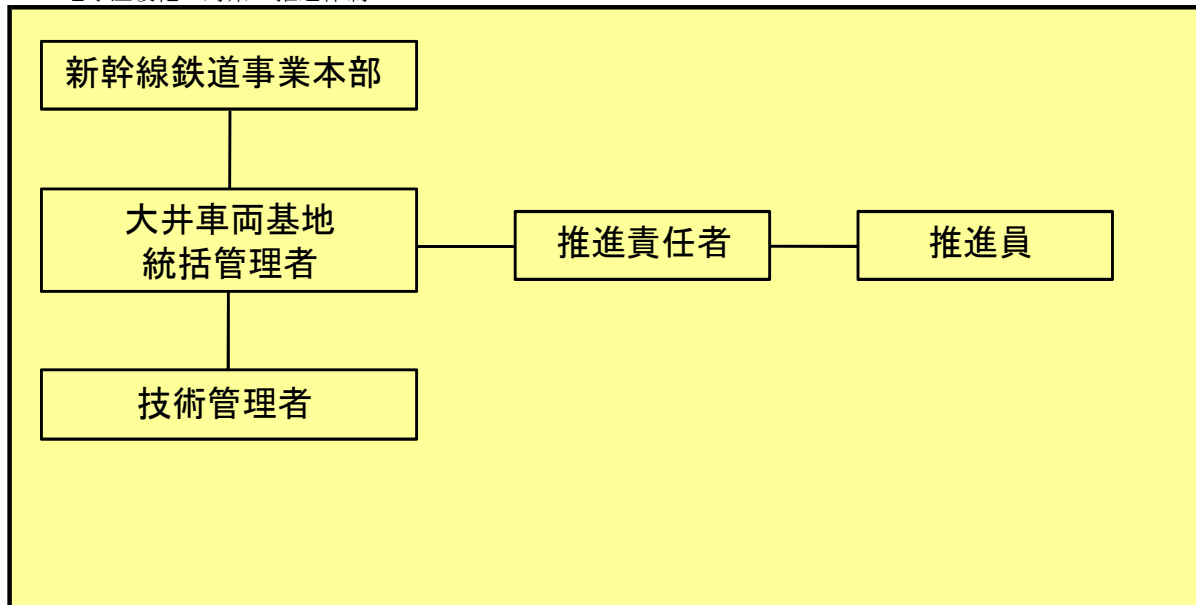 新幹線鉄道事業本部
大井車両基地
統括管理者
推進責任者
推進員
技術管理者